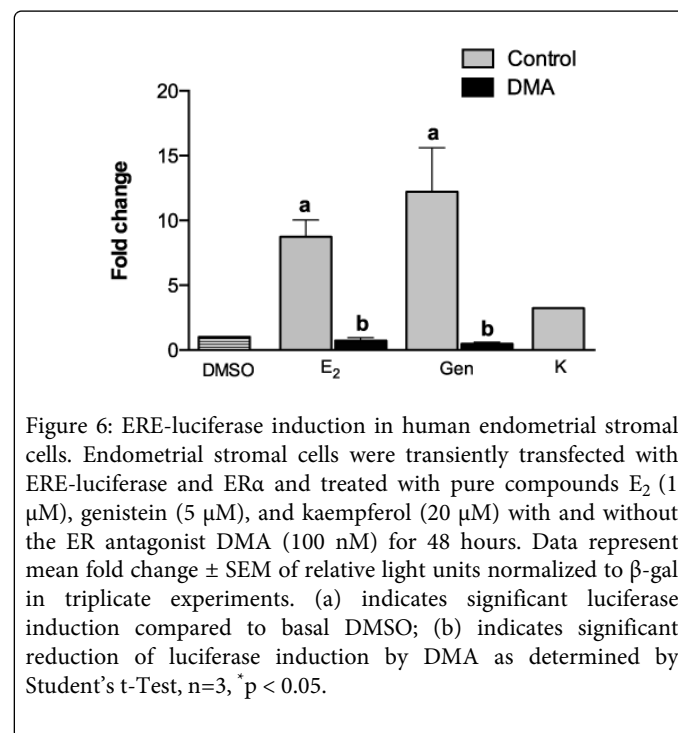 Control
DMA
20
15
10
5
0
Fold change
a
a
b
b
DMSO
E₂
Gen
K
Figure 6: ERE-luciferase induction in human endometrial stromal
cells. Endometrial stromal cells were transiently transfected with
ERE-luciferase and ERα and treated with pure compounds E₂ (1
μM), genistein (5 μM), and kaempferol (20 μM) with and without
the ER antagonist DMA (100 nM) for 48 hours. Data represent
mean fold change ± SEM of relative light units normalized to β-gal
in triplicate experiments. (a) indicates significant luciferase
induction compared to basal DMSO; (b) indicates significant
reduction of luciferase induction by DMA as determined by
Student's t-Test, n=3, *p < 0.05.